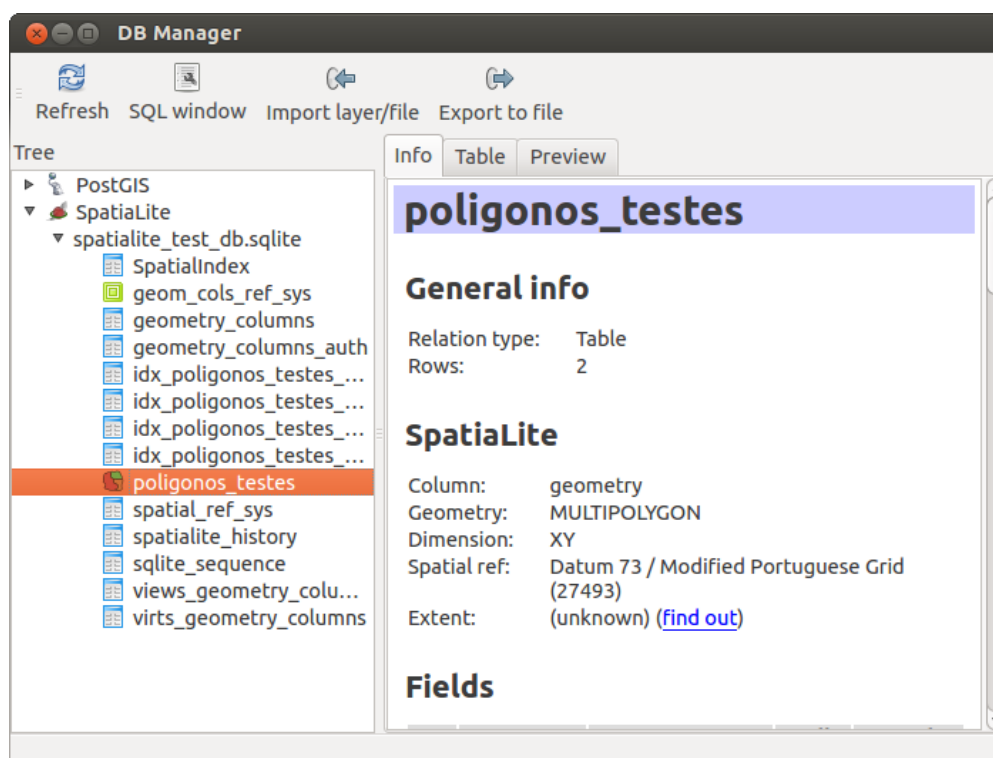 DB Manager
Refresh SQL window Import layer/file Export to file
Tree
PostGIS
SpatiaLite
spatialite_test_db.sqlite
SpatialIndex
geom_cols_ref_sys
geometry_columns
geometry_columns_auth
idx_poligonos_testes_...
idx_poligonos_testes_...
idx_poligonos_testes_...
idx_poligonos_testes_...
poligonos_testes
spatial_ref_sys
spatialite_history
sqlite_sequence
views_geometry_colu...
virts_geometry_columns
Info Table Preview
poligonos_testes
General info
Relation type: Table
Rows: 2
SpatiaLite
Column: geometry
Geometry: MULTIPOLYGON
Dimension: XY
Spatial ref: Datum 73 / Modified Portuguese Grid
(27493)
Extent: (unknown) (find out)
Fields